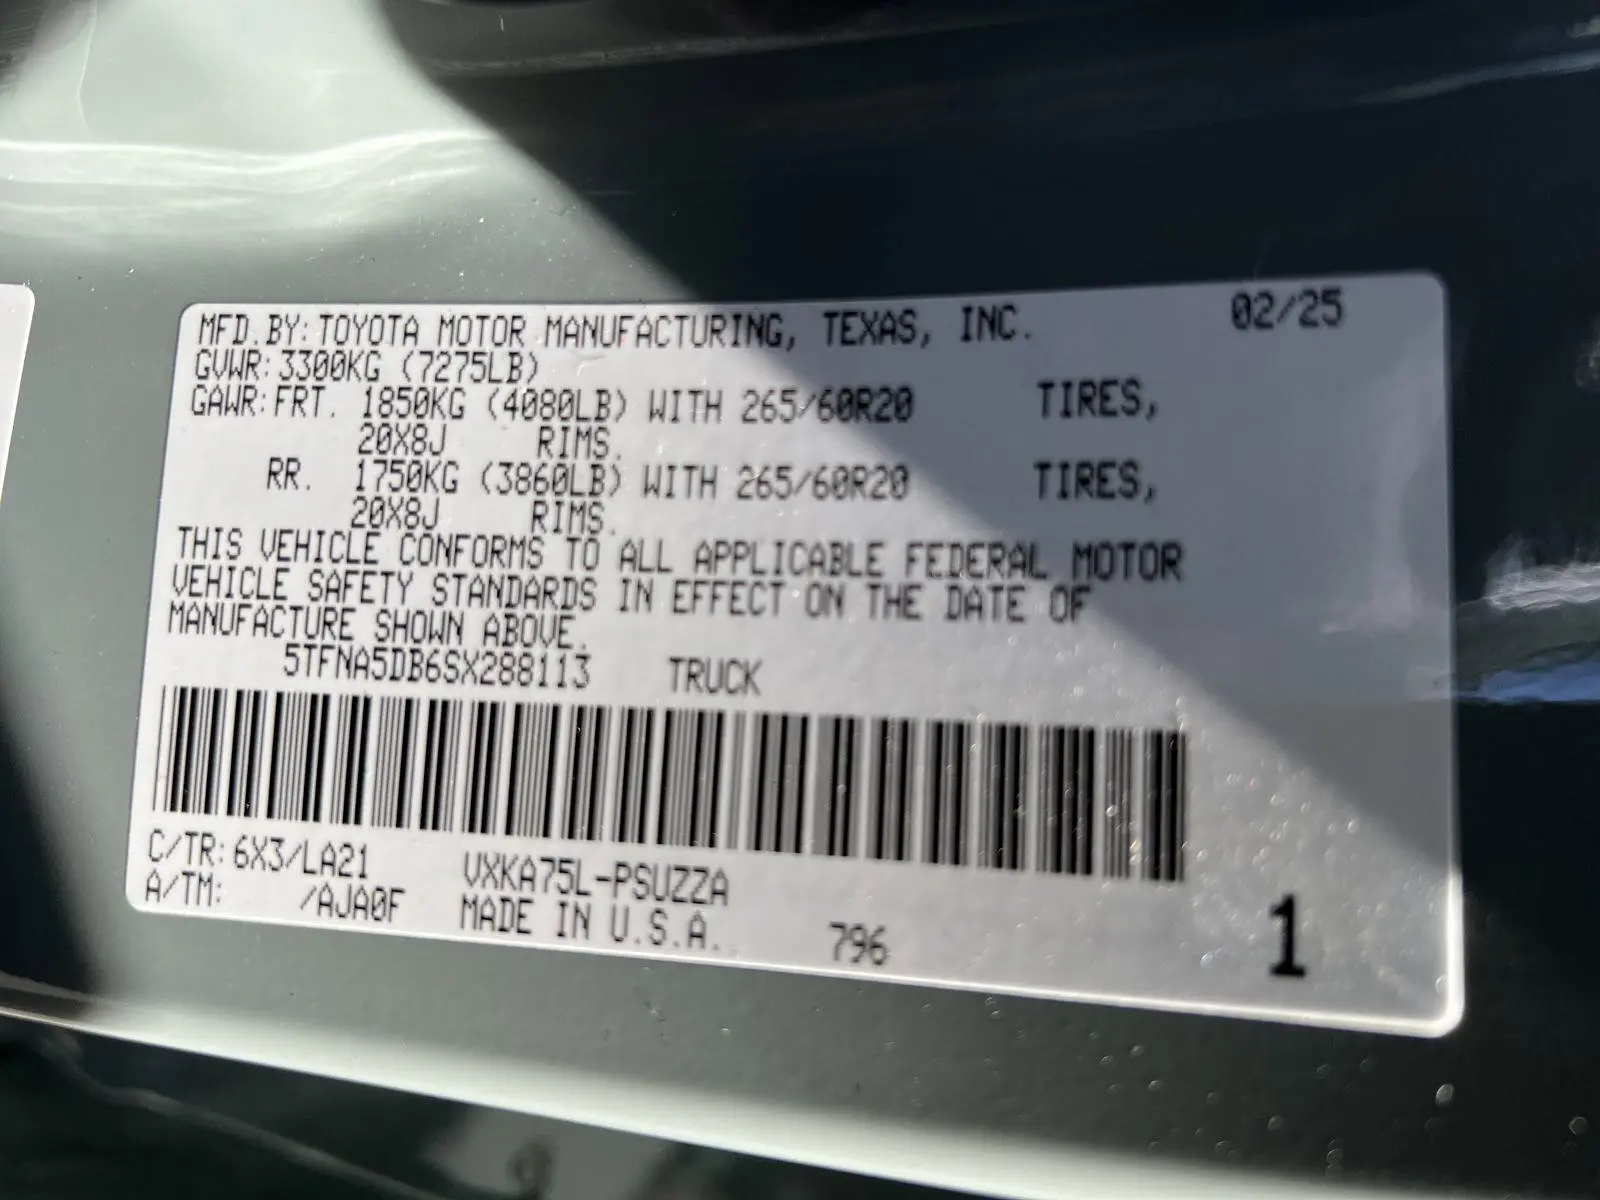 MFD.BY:TOYOTA MOTOR MANUFACTURING, TEXAS, INC. 02/25
GVWR:3300KG (7275LB)
GAWR:FRT. 1850KG (4080LB) WITH 265/60R20 TIRES,
20X8J RIMS.
RR. 1750KG (3860LB) WITH 265/60R20 TIRES,
20X8J RIMS.
THIS VEHICLE CONFORMS TO ALL APPLICABLE FEDERAL MOTOR
VEHICLE SAFETY STANDARDS IN EFFECT ON THE DATE OF
MANUFACTURE SHOWN ABOVE.
5TFNA5DB6SX288113 TRUCK
C/TR:6X3/LA21 VXKA75L-PSUZZA
A/TM: /AJA0F MADE IN U.S.A. 796 1